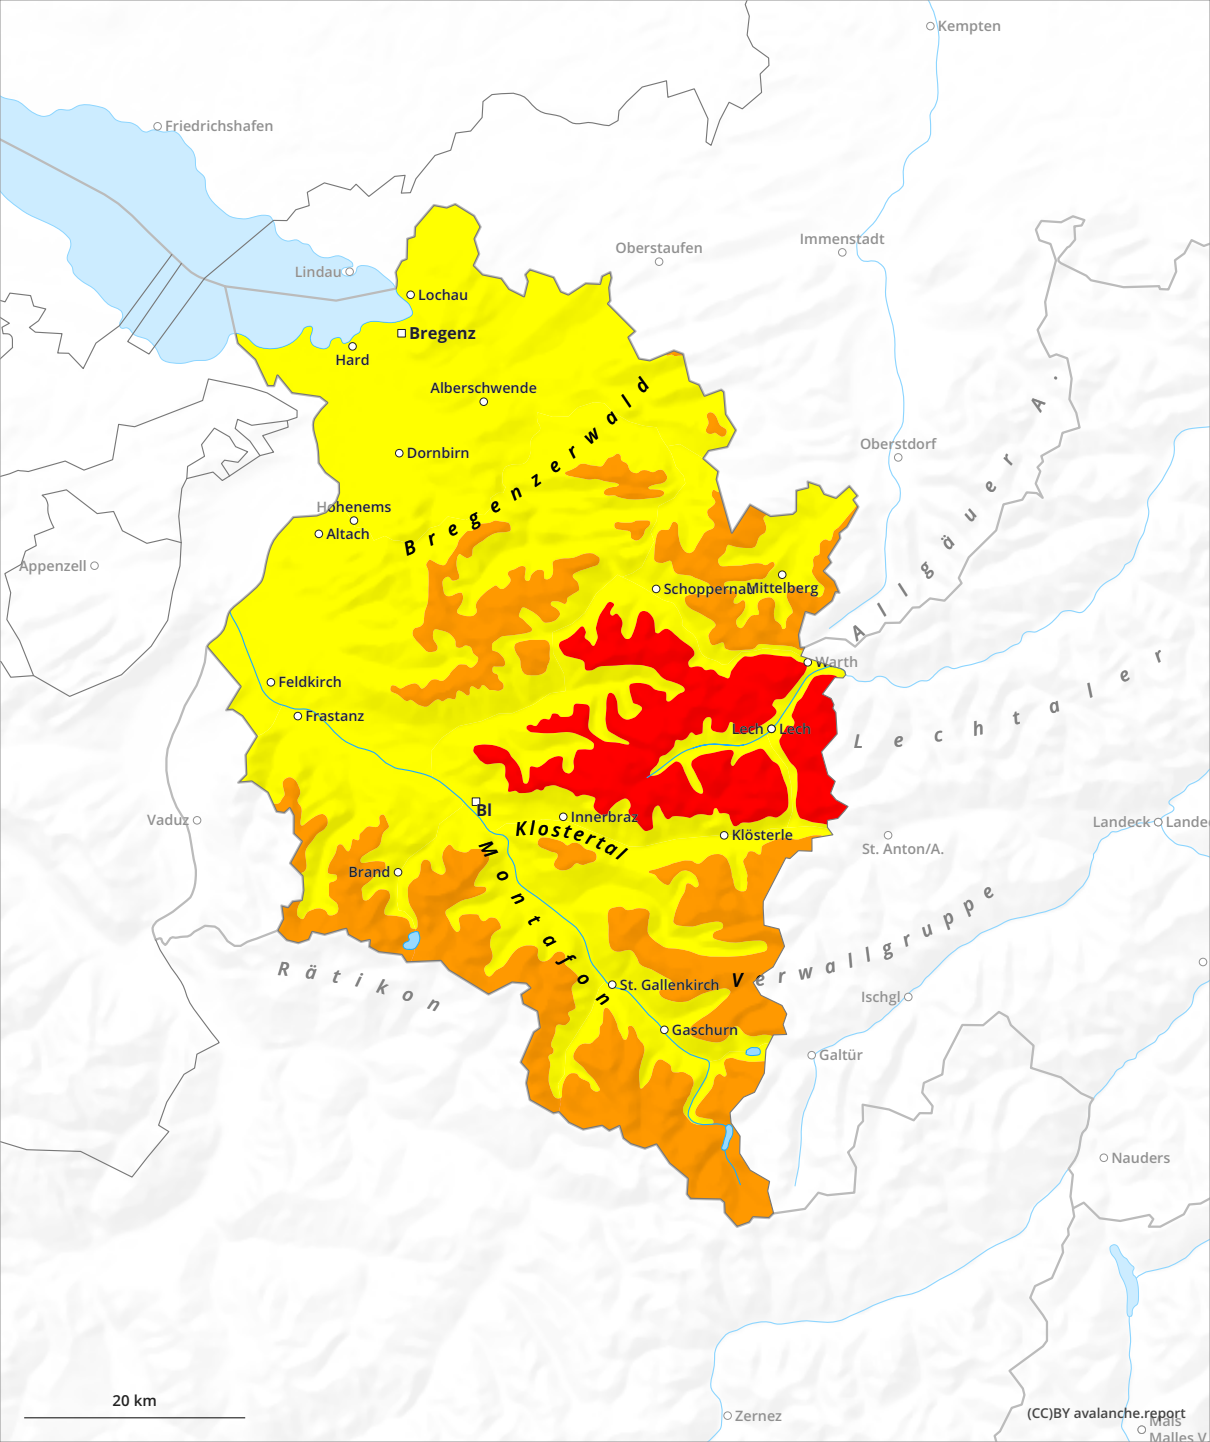 Kempten
Friedrichshafen
Immenstadt
Oberstaufen
Lindau
Lochau
Bregenz
Hard
Alberschwende
Bregenzerwald
Allgäuer A.
Oberstdorf
Dornbirn
Hohenems
Altach
Appenzell
Schoppernau
Mittelberg
Warth
Lechtaler
Feldkirch
Frastanz
Lech
Lech
Bl
Innerbraz
Klostertal
Klösterle
Vaduz
Landeck
St. Anton/A.
Montafon
Brand
Verwallgruppe
Rätikon
St. Gallenkirch
Ischgl
Gaschurn
Galtür
Nauders
20 km
Zernez
(CC)BY avalanche.report
Mals
Malles V